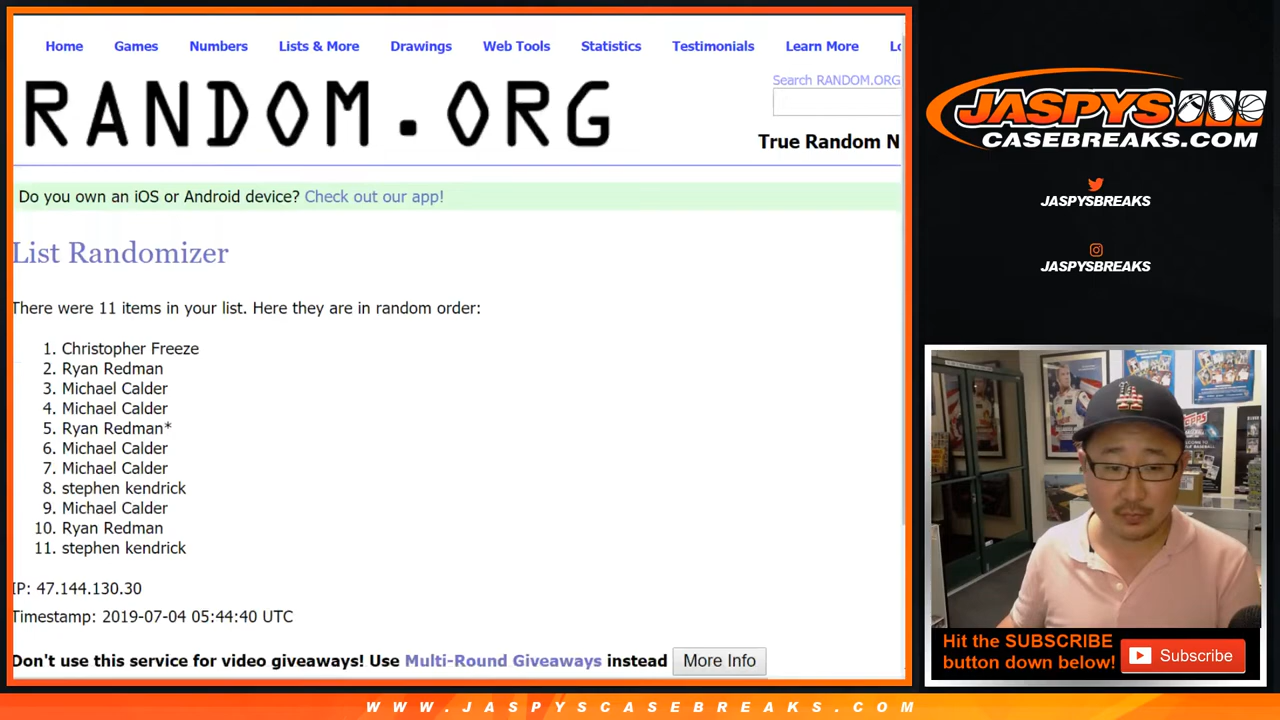 Home Games Numbers Lists & More Drawings Web Tools Statistics Testimonials Learn More
RANDOM.ORG
Search RANDOM.ORG
True Random N
Do you own an iOS or Android device? Check out our app!
List Randomizer
There were 11 items in your list. Here they are in random order:
1. Christopher Freeze
2. Ryan Redman
3. Michael Calder
4. Michael Calder
5. Ryan Redman*
6. Michael Calder
7. Michael Calder
8. stephen kendrick
9. Michael Calder
10. Ryan Redman
11. stephen kendrick
IP: 47.144.130.30
Timestamp: 2019-07-04 05:44:40 UTC
Don't use this service for video giveaways! Use Multi-Round Giveaways instead More Info
JASPYS
CASEBREAKS.COM
JASPYSBREAKS
JASPYSBREAKS
Hit the SUBSCRIBE
button down below!
Subscribe
WWW.JASPYSCASEBREAKS.COM